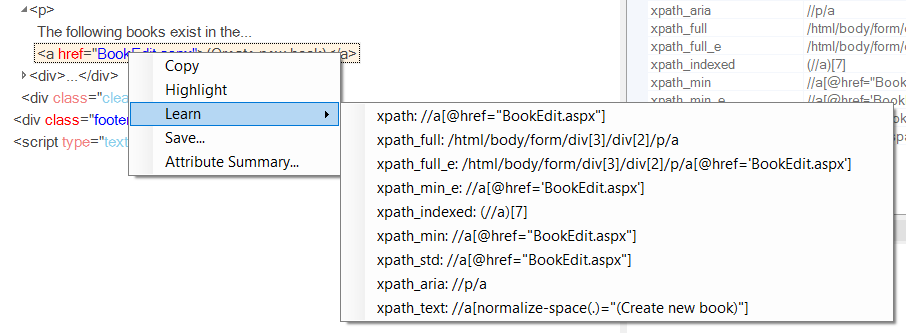 <p>
The following books exist in the...
<a href="BookEdit.aspx">(Create new book)</a>
<div>...</div>
<div class="clea
<div class="footer
<script type="text
Copy
Highlight
Learn
Save...
Attribute Summary...
xpath: //a[@href="BookEdit.aspx"]
xpath_full: /html/body/form/div[3]/div[2]/p/a
xpath_full_e: /html/body/form/div[3]/div[2]/p/a[@href='BookEdit.aspx']
xpath_min_e: //a[@href='BookEdit.aspx']
xpath_indexed: (//a)[7]
xpath_min: //a[@href="BookEdit.aspx"]
xpath_std: //a[@href="BookEdit.aspx"]
xpath_aria: //p/a
xpath_text: //a[normalize-space(.)="(Create new book)"]
xpath_aria //p/a
xpath_full /html/body/form/
xpath_full_e /html/body/form/
xpath_indexed (//a)[7]
xpath_min //a[@href="Book
xpath_min_e //a[@href='Book